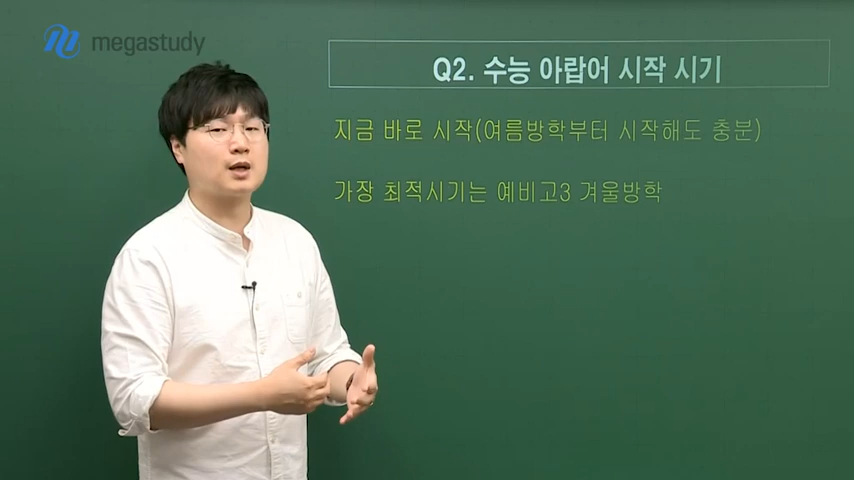 megastudy
Q2. 수능 아랍어 시작 시기
지금 바로 시작(여름방학부터 시작해도 충분)
가장 최적시기는 예비고3 겨울방학